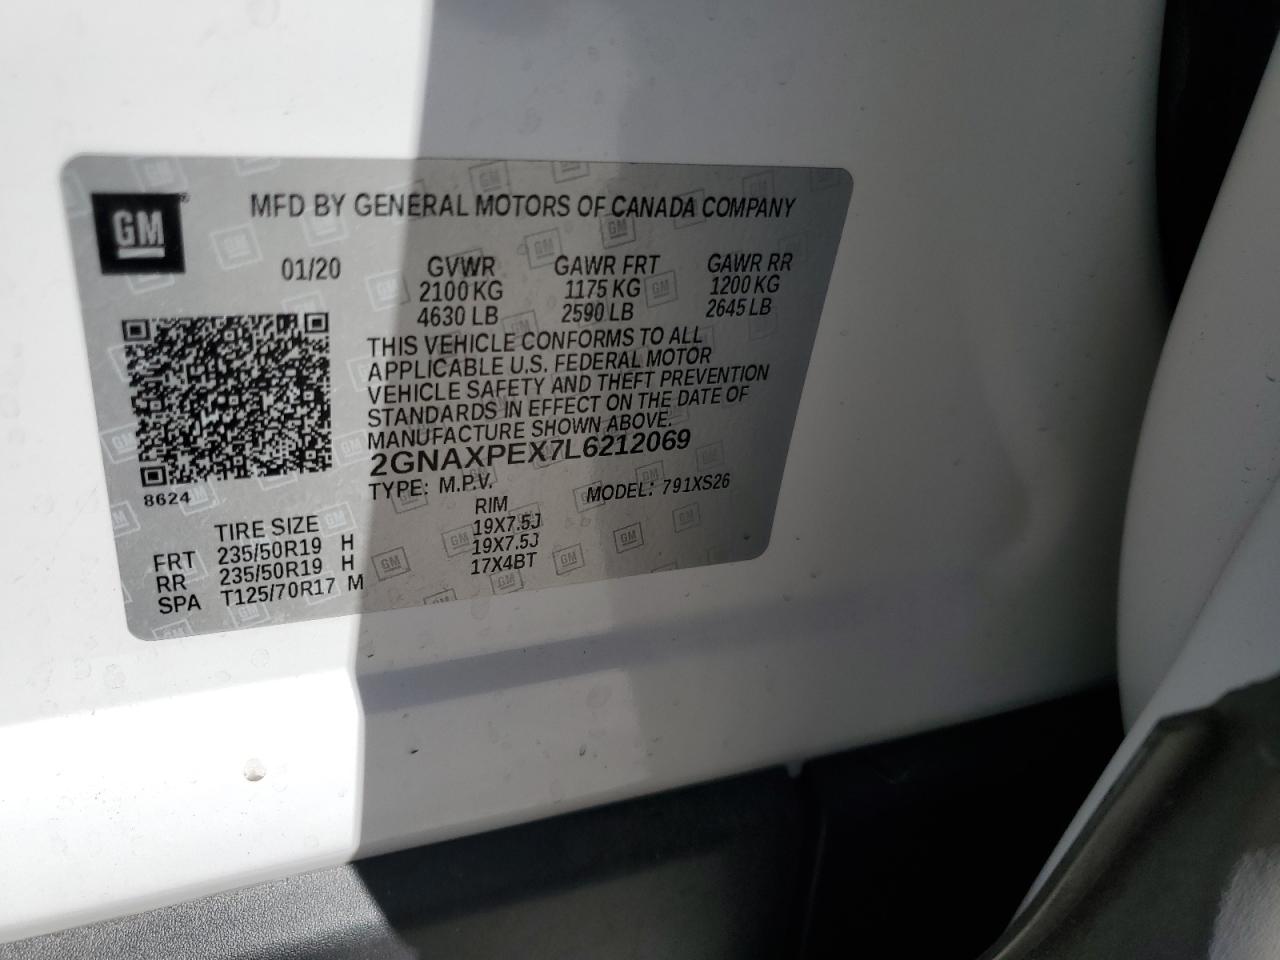 GM
MFD BY GENERAL MOTORS OF CANADA COMPANY
01/20 GVWR GAWR FRT GAWR RR
2100 KG 1175 KG 1200 KG
4630 LB 2590 LB 2645 LB
THIS VEHICLE CONFORMS TO ALL
APPLICABLE U.S. FEDERAL MOTOR
VEHICLE SAFETY AND THEFT PREVENTION
STANDARDS IN EFFECT ON THE DATE OF
MANUFACTURE SHOWN ABOVE.
2GNAXPEX7L6212069
8624
TYPE: M.P.V. MODEL: 791XS26
TIRE SIZE RIM
FRT 235/50R19 H 19X7.5J
RR 235/50R19 H 19X7.5J
SPA T125/70R17 M 17X4BT